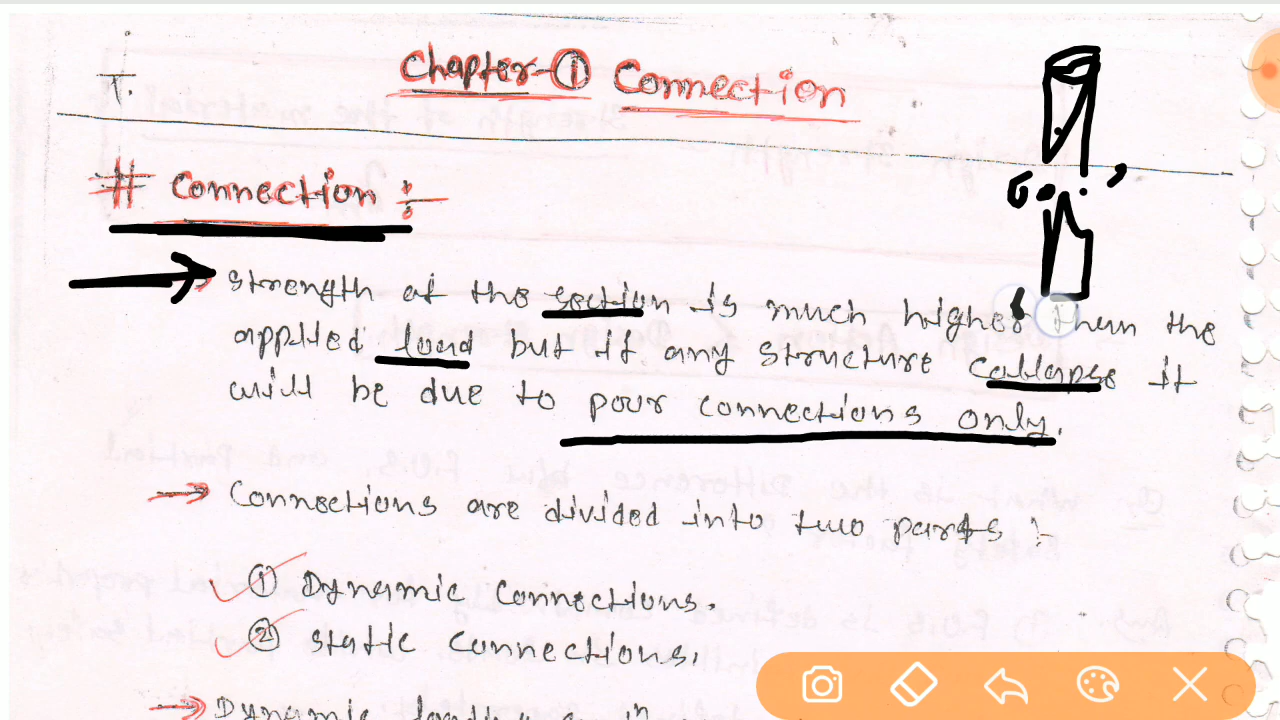 T.
Chapter-① Connection
# Connection :-
→ Strength of the section is much higher than the
applied load but if any structure collapse it
will be due to poor connections only.
→ Connections are divided into two parts :-
① Dynamic Connections.
② Static Connections.
→ Dynamic